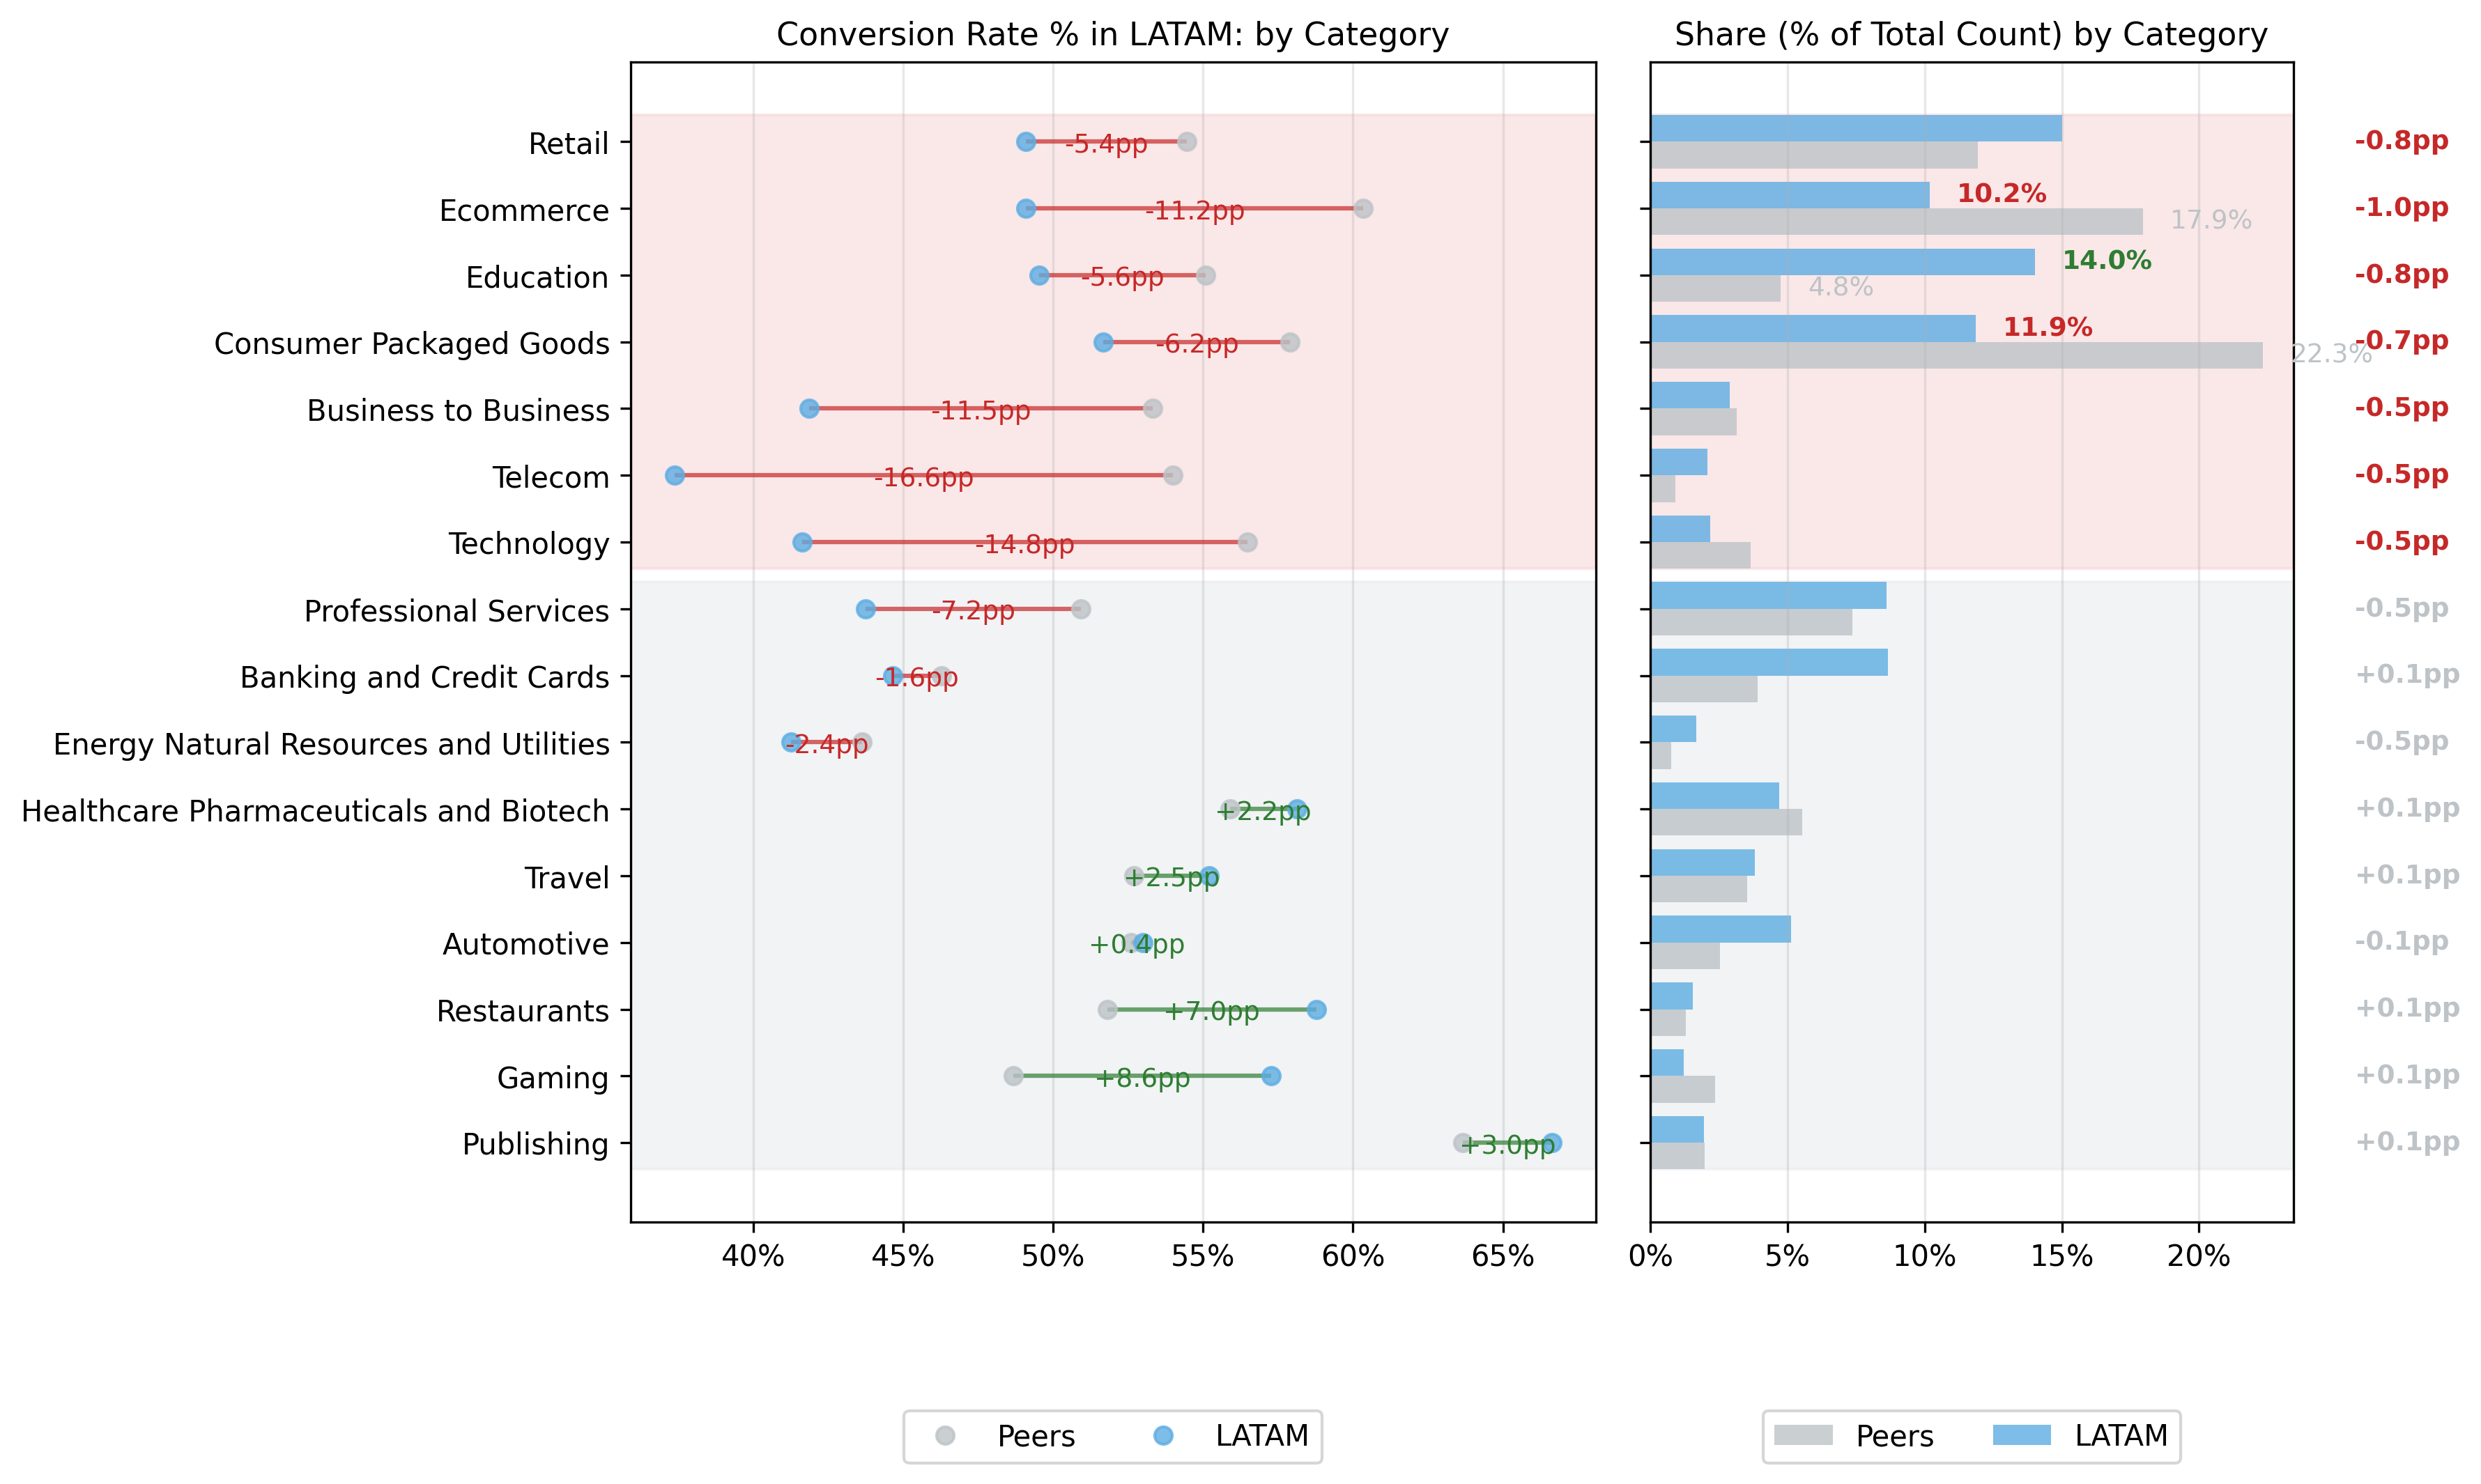 Conversion Rate % in LATAM: by Category
Share (% of Total Count) by Category
Retail -5.4pp -0.8pp
Ecommerce -11.2pp 10.2% 17.9% -1.0pp
Education -5.6pp 14.0% 4.8% -0.8pp
Consumer Packaged Goods -6.2pp 11.9% 22.3% -0.7pp
Business to Business -11.5pp -0.5pp
Telecom -16.6pp -0.5pp
Technology -14.8pp -0.5pp
Professional Services -7.2pp -0.5pp
Banking and Credit Cards -1.6pp +0.1pp
Energy Natural Resources and Utilities -2.4pp -0.5pp
Healthcare Pharmaceuticals and Biotech +2.2pp +0.1pp
Travel +2.5pp +0.1pp
Automotive +0.4pp -0.1pp
Restaurants +7.0pp +0.1pp
Gaming +8.6pp +0.1pp
Publishing +3.0pp +0.1pp
40% 45% 50% 55% 60% 65%
0% 5% 10% 15% 20%
Peers LATAM
Peers LATAM